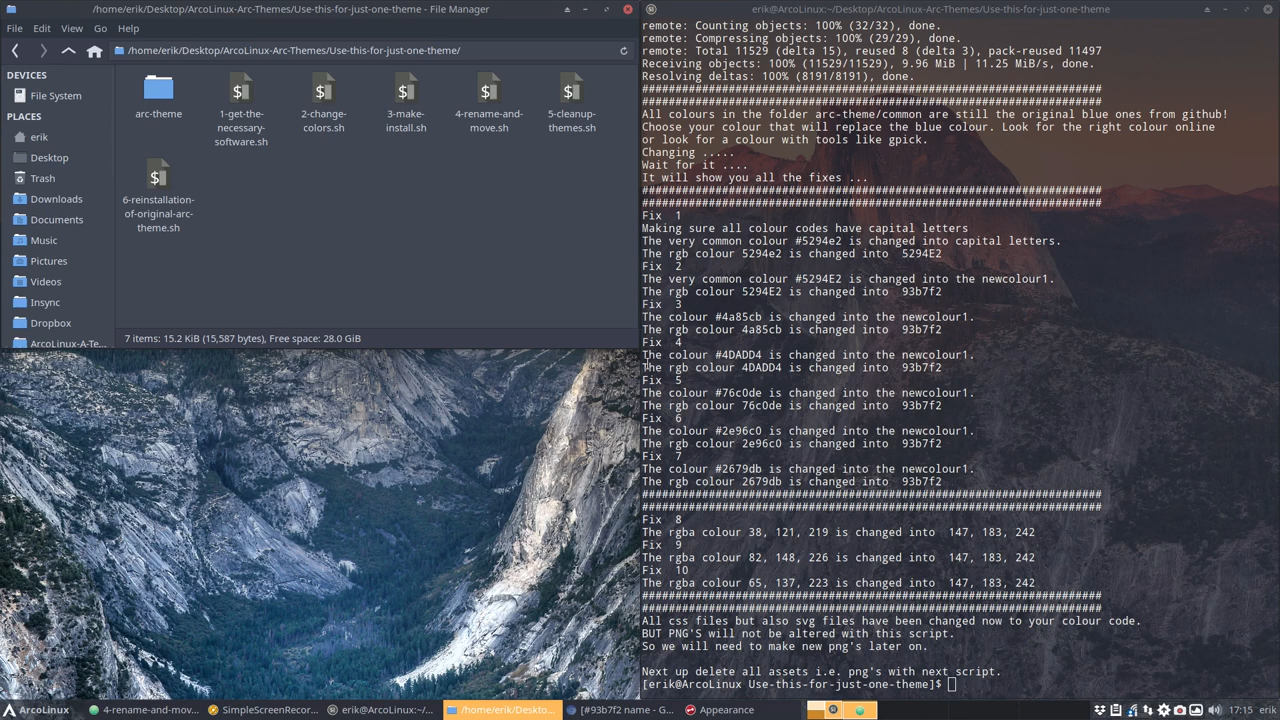 /home/erik/Desktop/ArcoLinux-Arc-Themes/Use-this-for-just-one-theme - File Manager
File Edit View Go Help
/home/erik/Desktop/ArcoLinux-Arc-Themes/Use-this-for-just-one-theme/
DEVICES
File System
PLACES
erik
Desktop
Trash
Downloads
Documents
Music
Pictures
Videos
Insync
Dropbox
ArcoLinux-A-Te...
arc-theme
1-get-the-
necessary-
software.sh
2-change-
colors.sh
3-make-
install.sh
4-rename-and-
move.sh
5-cleanup-
themes.sh
6-reinstallation-
of-original-arc-
theme.sh
7 items: 15.2 KiB (15,587 bytes), Free space: 28.0 GiB
erik@ArcoLinux:~/Desktop/ArcoLinux-Arc-Themes/Use-this-for-just-one-theme
remote: Counting objects: 100% (32/32), done.
remote: Compressing objects: 100% (29/29), done.
remote: Total 11529 (delta 15), reused 8 (delta 3), pack-reused 11497
Receiving objects: 100% (11529/11529), 9.96 MiB | 11.25 MiB/s, done.
Resolving deltas: 100% (8191/8191), done.
######################################################################
######################################################################
All colours in the folder arc-theme/common are still the original blue ones from github!
Choose your colour that will replace the blue colour. Look for the right colour online
or look for a colour with tools like gpick.
Changing .....
Wait for it ....
It will show you all the fixes ...
######################################################################
######################################################################
Fix  1
Making sure all colour codes have capital letters
The very common colour #5294e2 is changed into capital letters.
The rgb colour 5294e2 is changed into  5294E2
Fix  2
The very common colour #5294E2 is changed into the newcolour1.
The rgb colour 5294E2 is changed into  93b7f2
Fix  3
The colour #4a85cb is changed into the newcolour1.
The rgb colour 4a85cb is changed into  93b7f2
Fix  4
The colour #4DADD4 is changed into the newcolour1.
The rgb colour 4DADD4 is changed into  93b7f2
Fix  5
The colour #76c0de is changed into the newcolour1.
The rgb colour 76c0de is changed into  93b7f2
Fix  6
The colour #2e96c0 is changed into the newcolour1.
The rgb colour 2e96c0 is changed into  93b7f2
Fix  7
The colour #2679db is changed into the newcolour1.
The rgb colour 2679db is changed into  93b7f2
######################################################################
######################################################################
Fix  8
The rgba colour 38, 121, 219 is changed into  147, 183, 242
Fix  9
The rgba colour 82, 148, 226 is changed into  147, 183, 242
Fix  10
The rgba colour 65, 137, 223 is changed into  147, 183, 242
######################################################################
######################################################################
All css files but also svg files have been changed now to your colour code.
BUT PNG'S will not be altered with this script.
So we will need to make new png's later on.
Next up delete all assets i.e. png's with next script.
[erik@ArcoLinux Use-this-for-just-one-theme]$
ArcoLinux 4-rename-and-mov... SimpleScreenRecor... erik@ArcoLinux:~/... /home/erik/Deskto... [#93b7f2 name - G... Appearance 17:15 erik